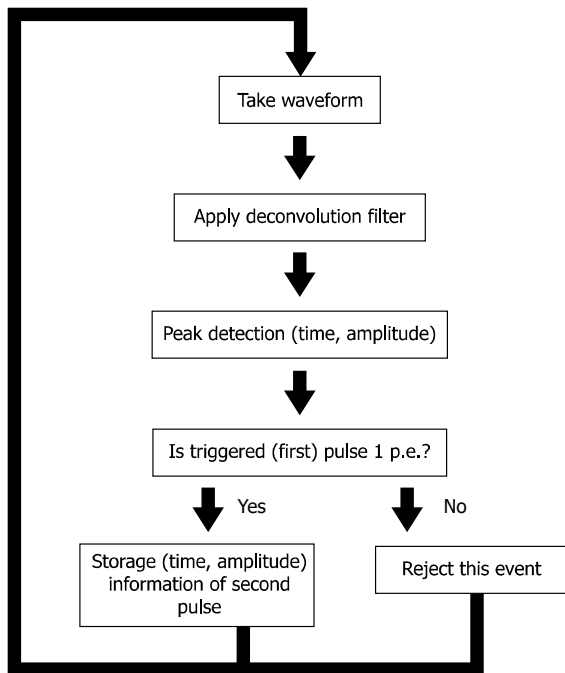 Take waveform
Apply deconvolution filter
Peak detection (time, amplitude)
Is triggered (first) pulse 1 p.e.?
Yes
No
Storage (time, amplitude)
information of second
pulse
Reject this event